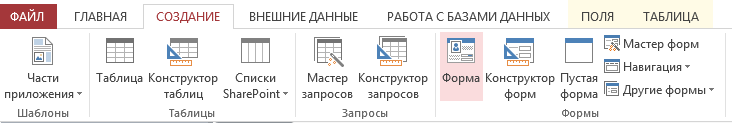 ФАЙЛ ГЛАВНАЯ СОЗДАНИЕ ВНЕШНИЕ ДАННЫЕ РАБОТА С БАЗАМИ ДАННЫХ ПОЛЯ ТАБЛИЦА
Части приложения
Шаблоны
Таблица
Конструктор таблиц
Списки SharePoint
Таблицы
Мастер запросов
Конструктор запросов
Запросы
Форма
Конструктор форм
Пустая форма
Мастер форм
Навигация
Другие формы
Формы